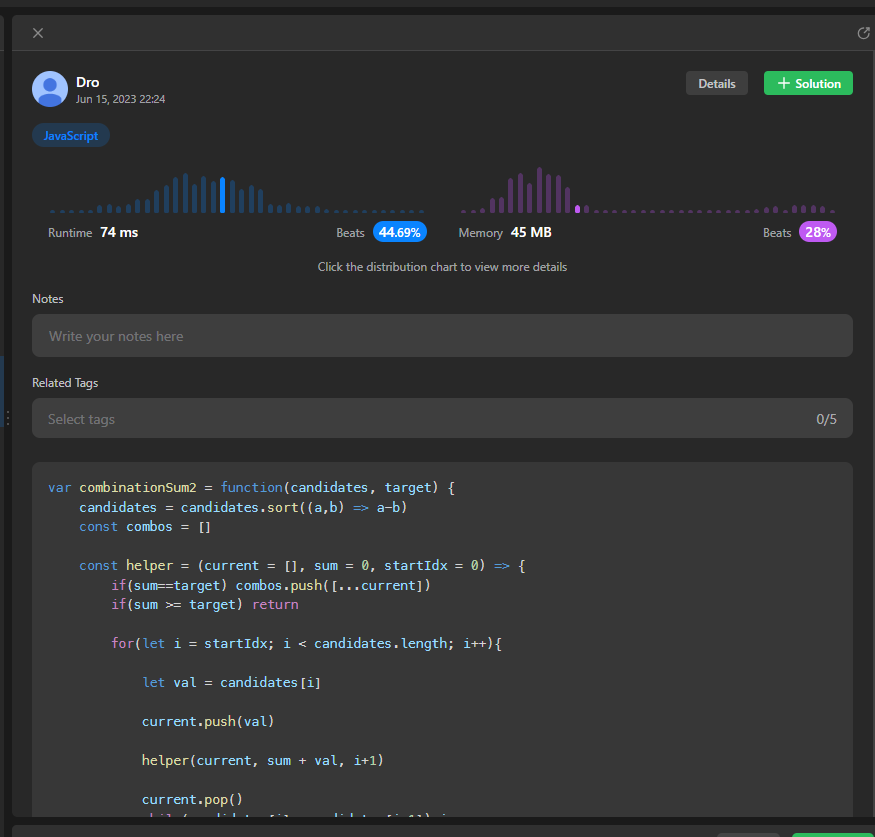 Dro
Jun 15, 2023 22:24
Details
Solution
JavaScript
Runtime 74 ms Beats 44.69%
Memory 45 MB Beats 28%
Click the distribution chart to view more details
Notes
Write your notes here
Related Tags
Select tags 0/5
var combinationSum2 = function(candidates, target) {
candidates = candidates.sort((a,b) => a-b)
const combos = []
const helper = (current = [], sum = 0, startIdx = 0) => {
if(sum==target) combos.push([...current])
if(sum >= target) return
for(let i = startIdx; i < candidates.length; i++){
let val = candidates[i]
current.push(val)
helper(current, sum + val, i+1)
current.pop()